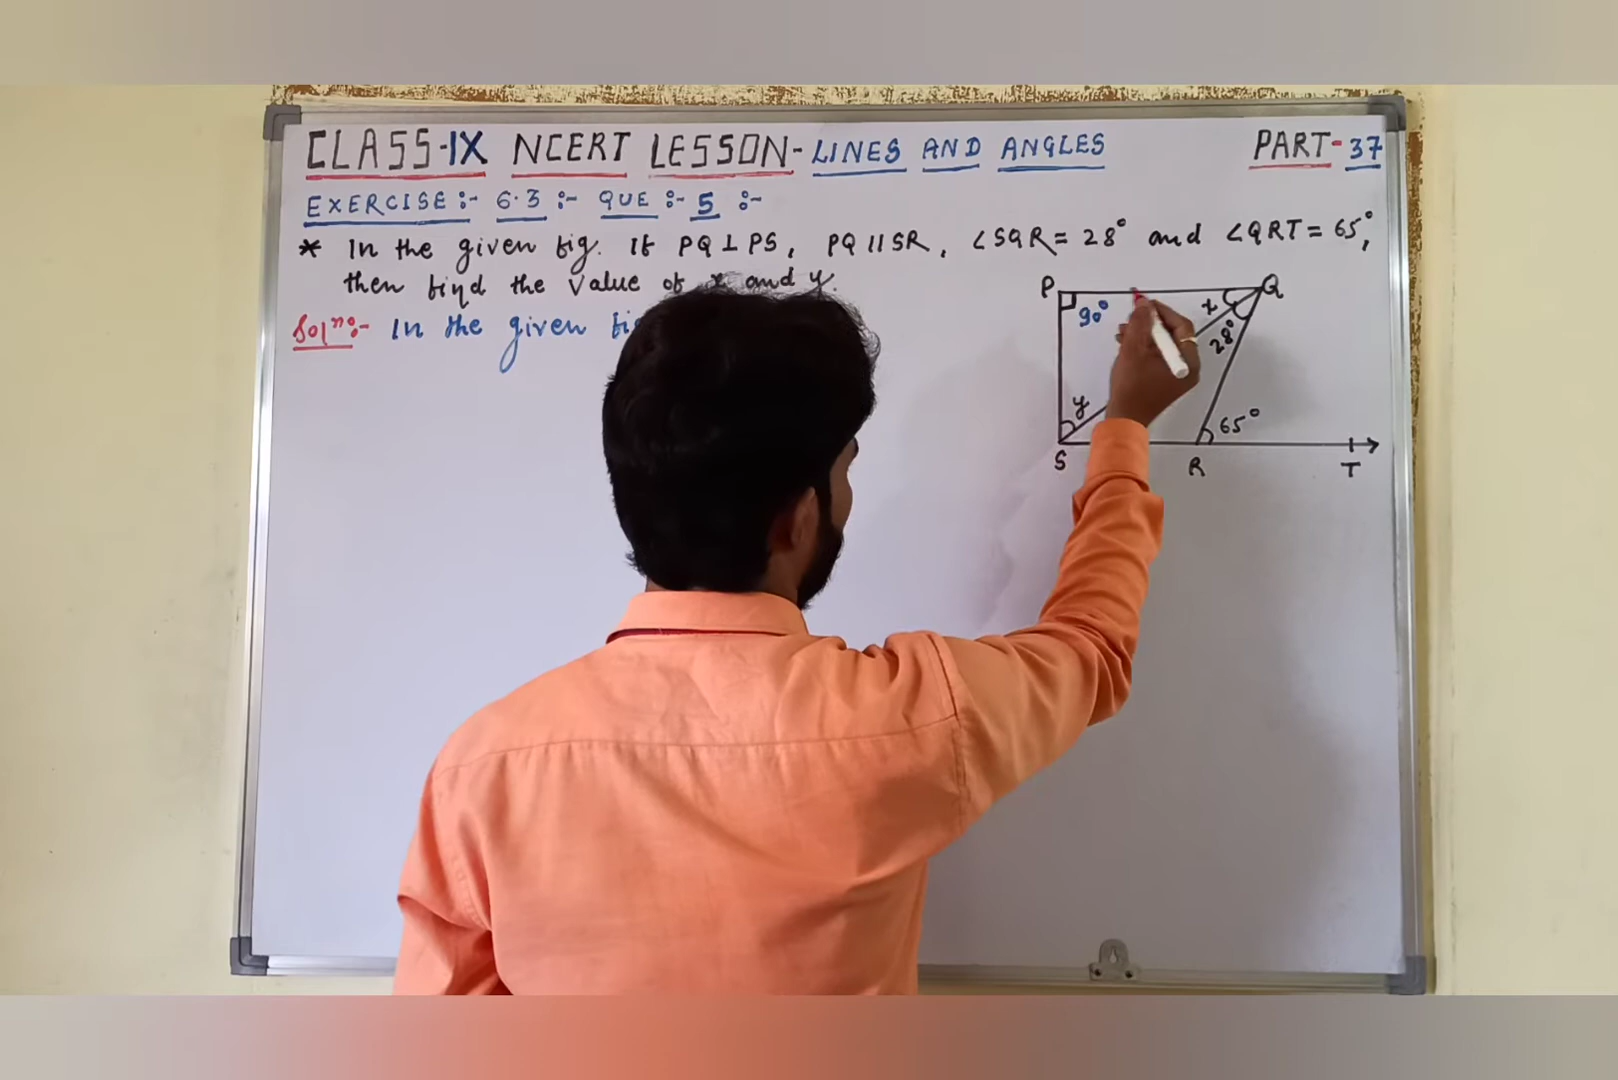 CLASS-IX NCERT LESSON- LINES AND ANGLES PART-37
EXERCISE:- 6.3:- QUE:- 5:-
* In the given fig. If PQ⊥PS, PQ||SR, ∠SQR=28° and ∠QRT=65°,
then find the value of x and y.
Solⁿ:- In the given
P Q
90° x
28°
y
65°
S R T